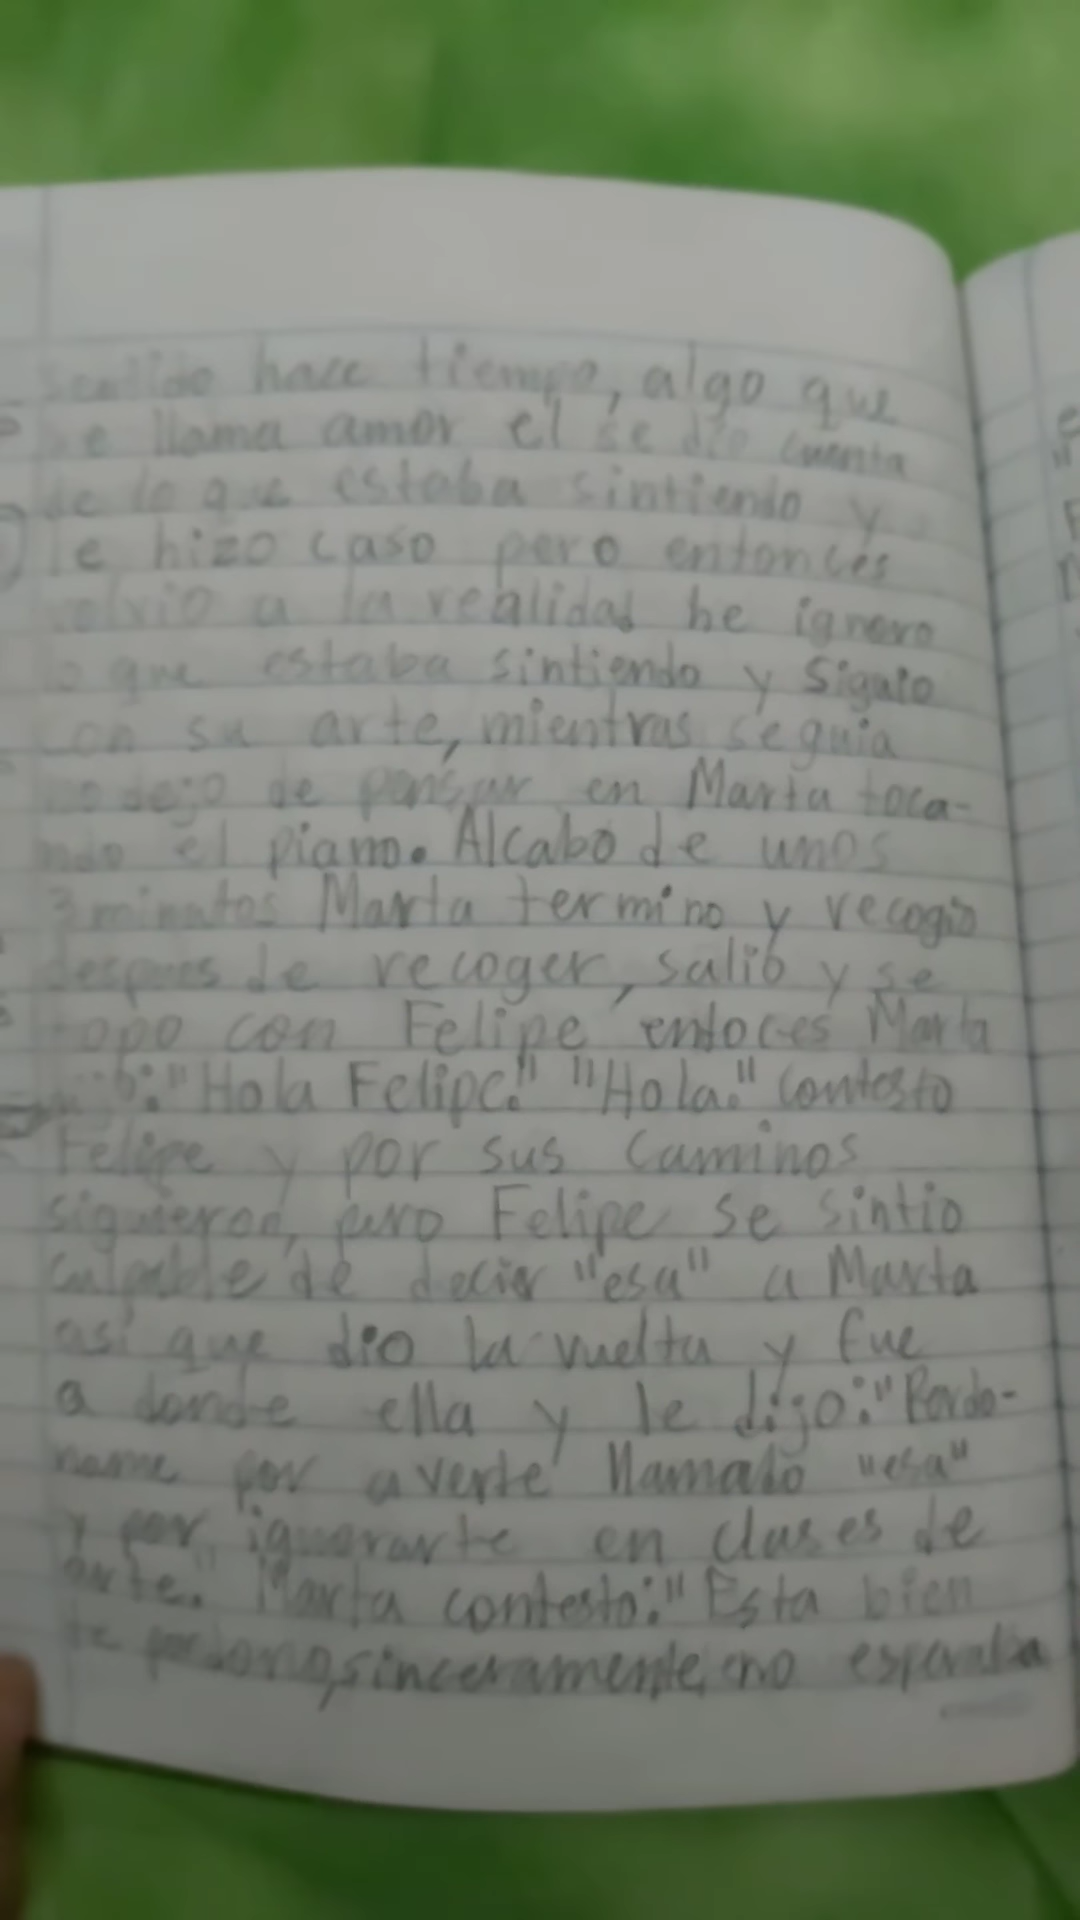 hace tiempo, algo que
se llama amor el se dio cuenta
de lo que estaba sintiendo y
le hizo caso pero entonces
volvio a la realidad he ignoro
lo que estaba sintiendo y siguio
con su arte, mientras seguia
no dejo de pensar en Marta toca-
ndo el piano. Alcabo de unos
3 minutos Marta termino y recogio
despues de recoger, salio y se
topo con Felipe entoces Marta
"Hola Felipe." "Hola." Contesto
Felipe y por sus caminos
siguieron, pero Felipe se sintio
culpable de decir "esa" a Marta
asi que dio la vuelta y fue
a donde ella y le dijo: "Perdo-
name por averte llamado "esa"
y por ignorarte en clases de
arte." Marta contesto: "Esta bien
te perdono, sinceramente, no esperaba